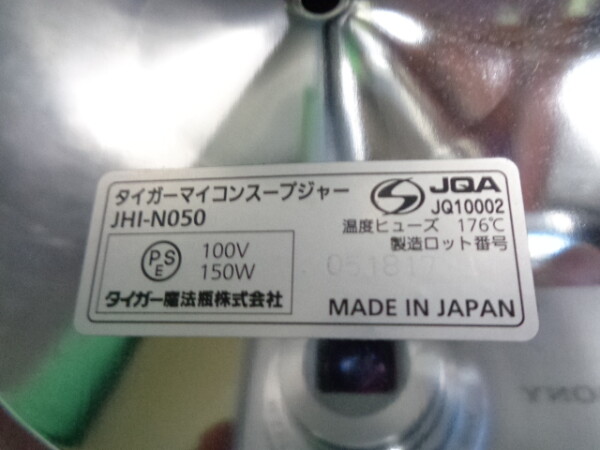 タイガーマイコンスープジャー
JHI-N050
JQA
JQ10002
温度ヒューズ 176℃
製造ロット番号
PSE
100V
150W
タイガー魔法瓶株式会社
MADE IN JAPAN
SONY